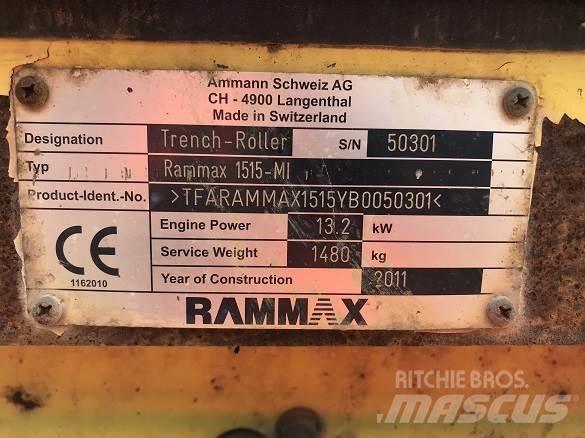 Ammann Schweiz AG
CH - 4900 Langenthal
Made in Switzerland
Designation Trench-Roller S/N 50301
Typ Rammax 1515-MI
Product-Ident.-No. >TFARAMMAX1515YB0050301<
Engine Power 13.2 kW
Service Weight 1480 kg
Year of Construction 2011
CE
1162010
RAMMAX
RITCHIE BROS.
MASCUS